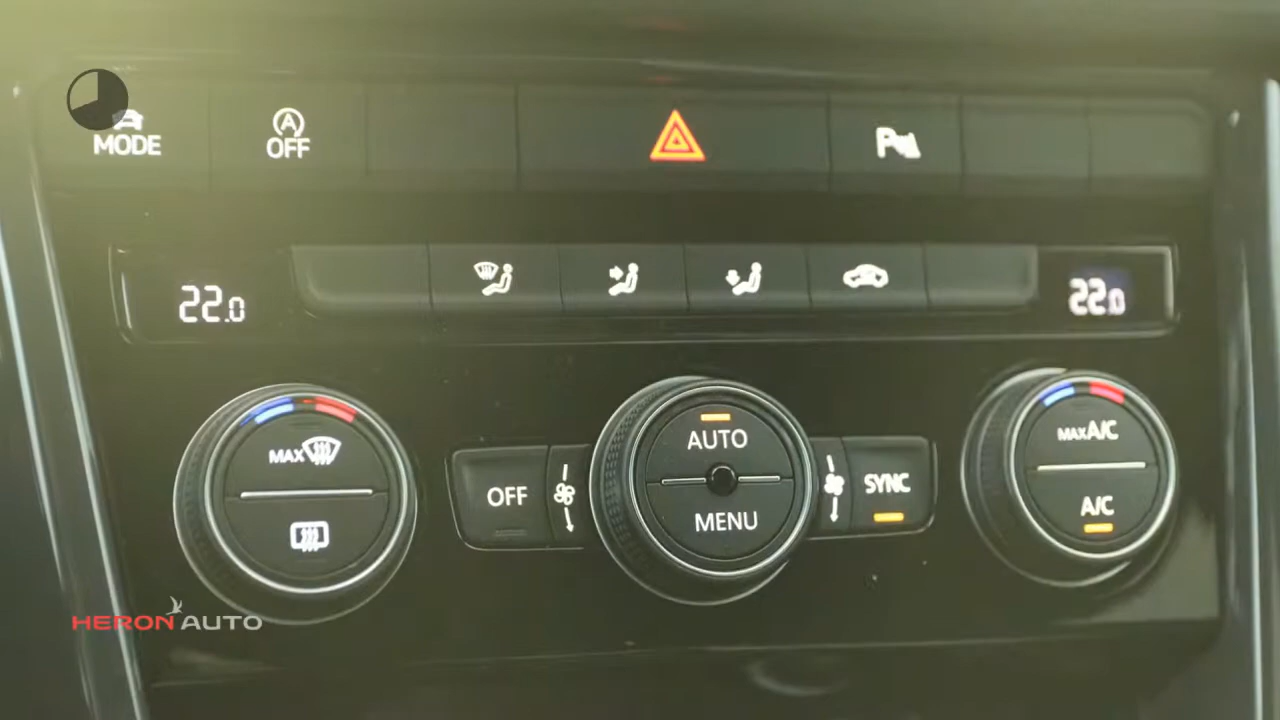 MODE
A
OFF
P
22.0
22.0
MAX
AUTO
MAX A/C
OFF
MENU
SYNC
A/C
HERON AUTO